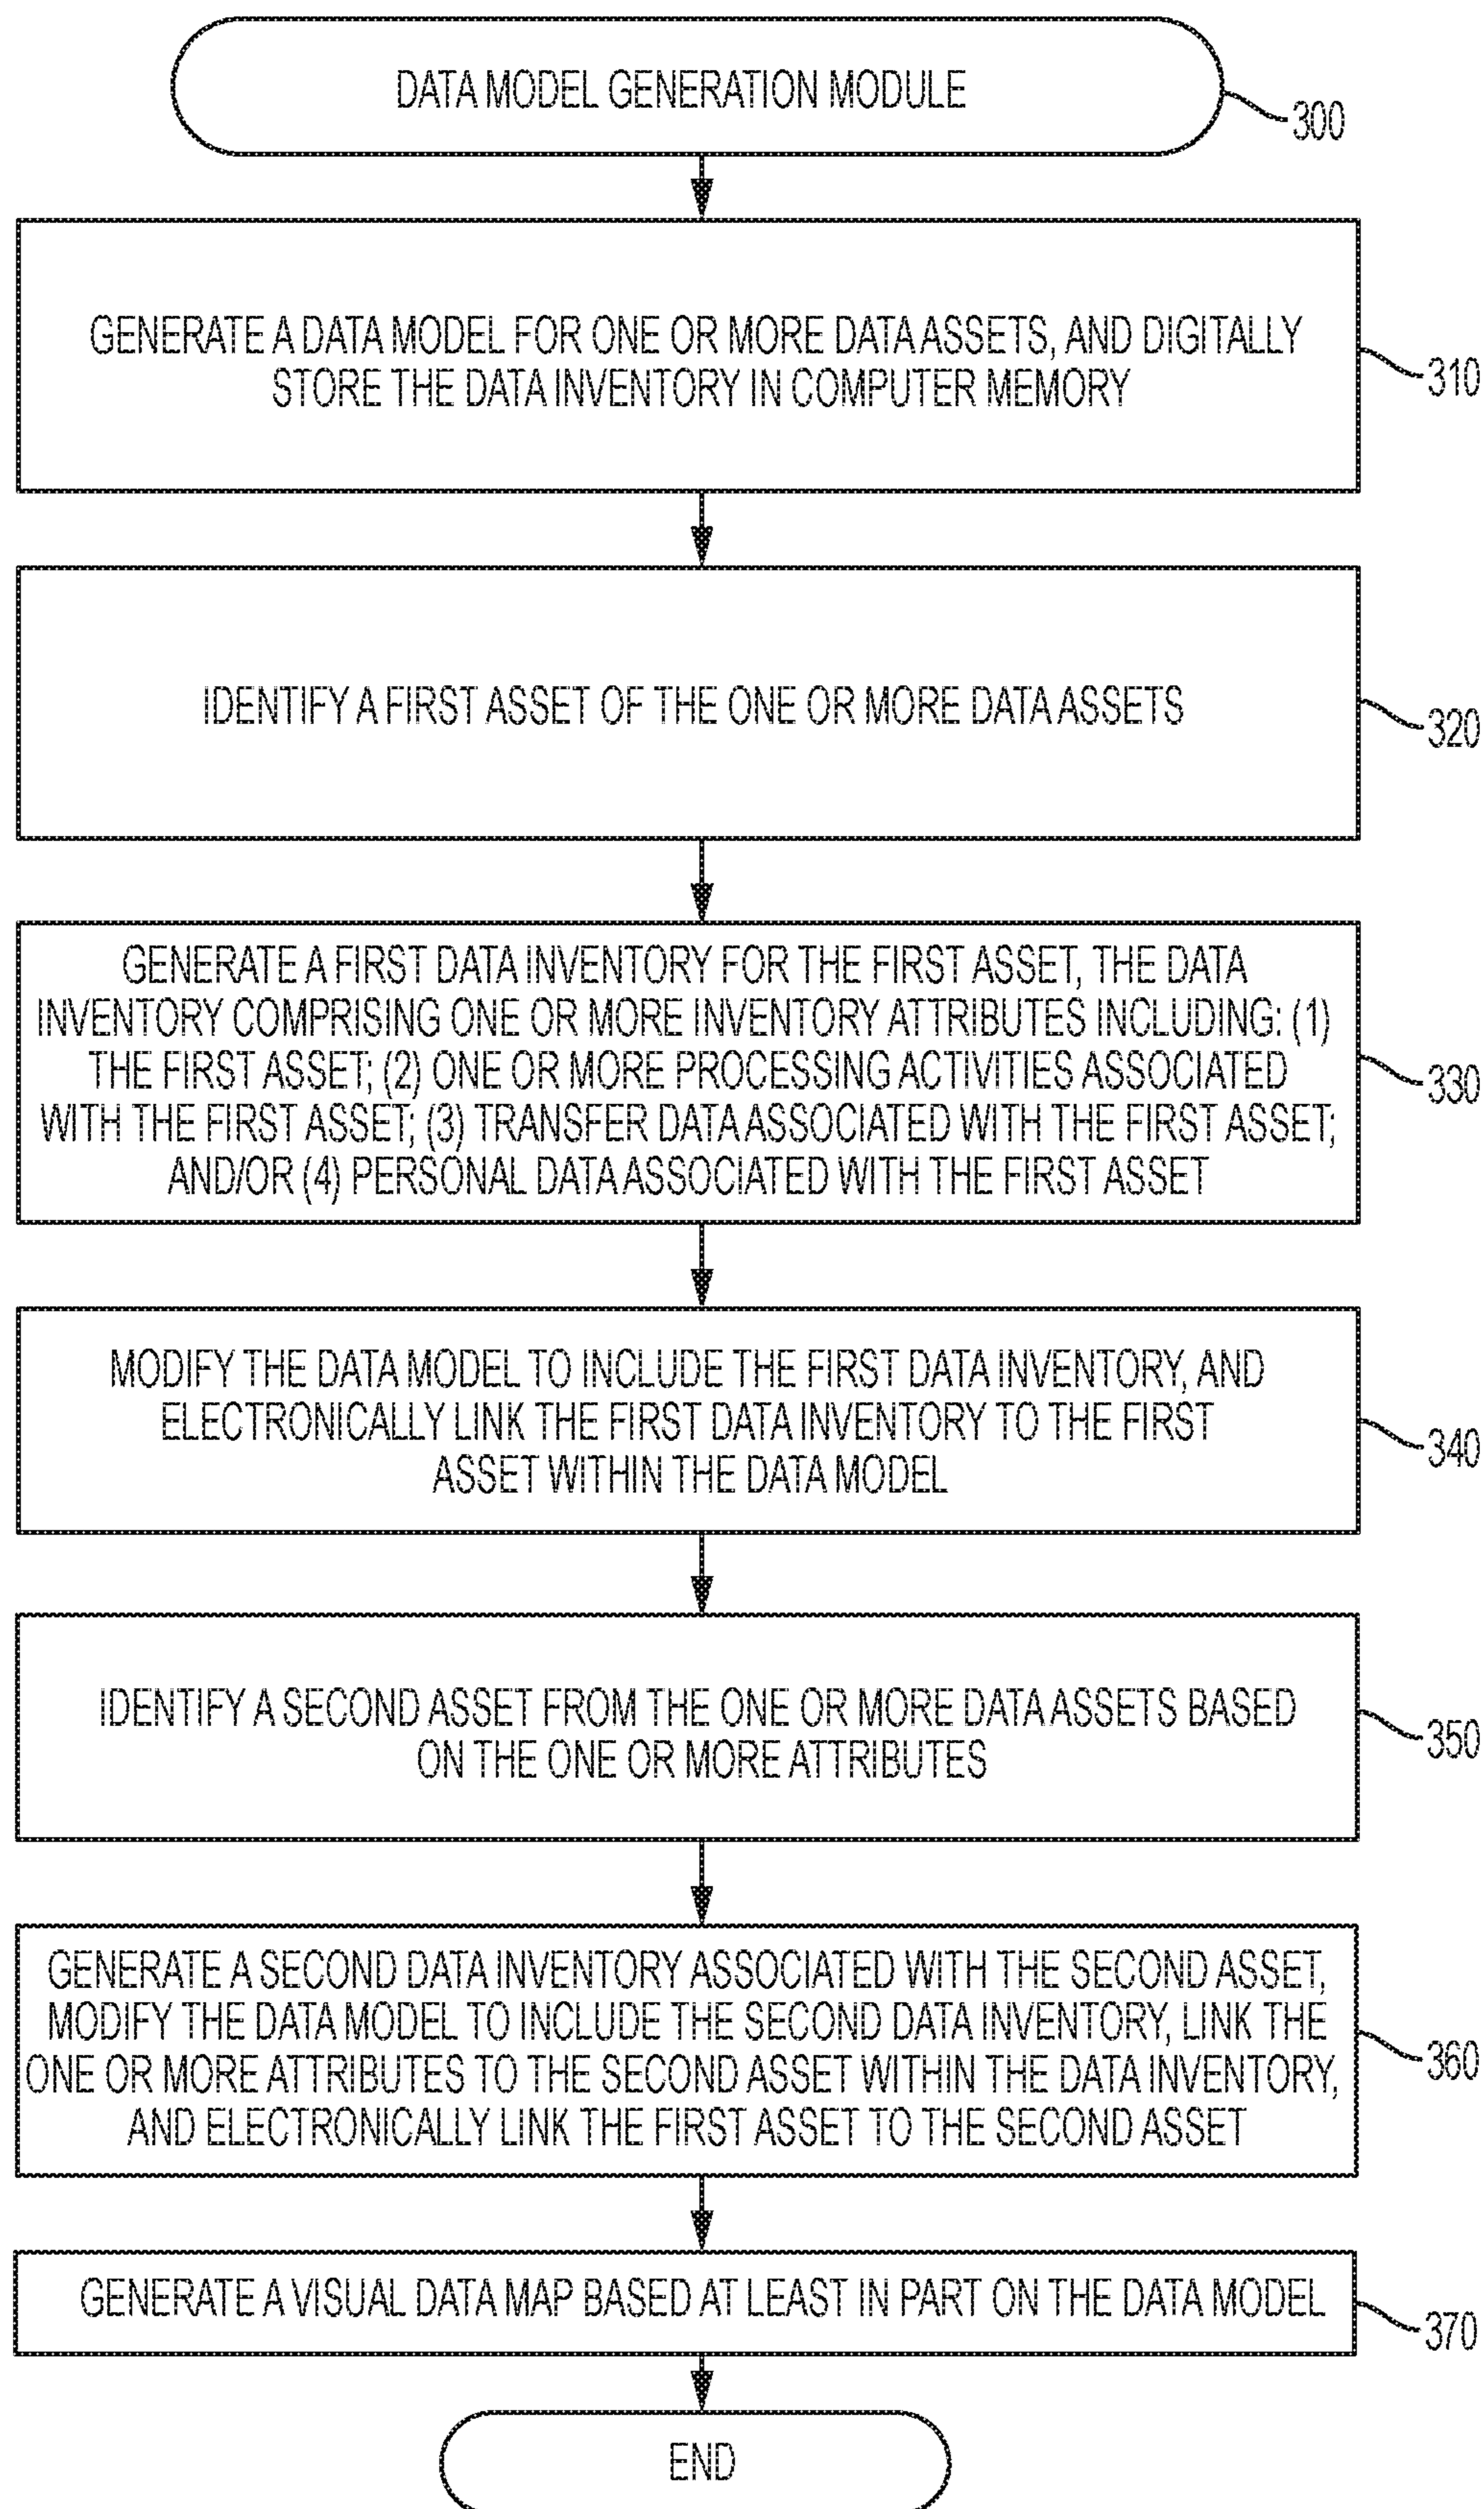 DATA MODEL GENERATION MODULE
300
GENERATE A DATA MODEL FOR ONE OR MORE DATA ASSETS, AND DIGITALLY
STORE THE DATA INVENTORY IN COMPUTER MEMORY
310
IDENTIFY A FIRST ASSET OF THE ONE OR MORE DATA ASSETS
320
GENERATE A FIRST DATA INVENTORY FOR THE FIRST ASSET, THE DATA
INVENTORY COMPRISING ONE OR MORE INVENTORY ATTRIBUTES INCLUDING: (1)
THE FIRST ASSET; (2) ONE OR MORE PROCESSING ACTIVITIES ASSOCIATED
WITH THE FIRST ASSET; (3) TRANSFER DATA ASSOCIATED WITH THE FIRST ASSET;
AND/OR (4) PERSONAL DATA ASSOCIATED WITH THE FIRST ASSET
330
MODIFY THE DATA MODEL TO INCLUDE THE FIRST DATA INVENTORY, AND
ELECTRONICALLY LINK THE FIRST DATA INVENTORY TO THE FIRST
ASSET WITHIN THE DATA MODEL
340
IDENTIFY A SECOND ASSET FROM THE ONE OR MORE DATA ASSETS BASED
ON THE ONE OR MORE ATTRIBUTES
350
GENERATE A SECOND DATA INVENTORY ASSOCIATED WITH THE SECOND ASSET,
MODIFY THE DATA MODEL TO INCLUDE THE SECOND DATA INVENTORY, LINK THE
ONE OR MORE ATTRIBUTES TO THE SECOND ASSET WITHIN THE DATA INVENTORY,
AND ELECTRONICALLY LINK THE FIRST ASSET TO THE SECOND ASSET
360
GENERATE A VISUAL DATA MAP BASED AT LEAST IN PART ON THE DATA MODEL
370
END